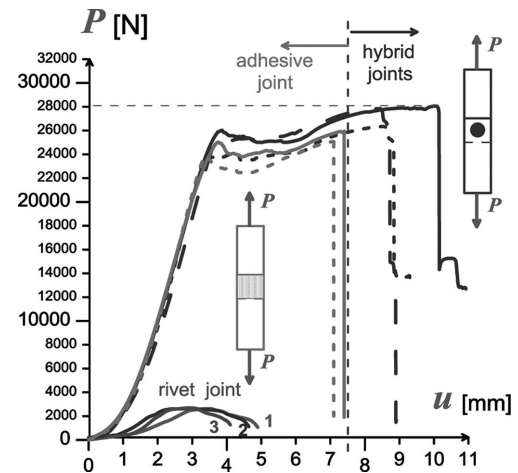 P [N]
adhesive joint
hybrid joints
P
32000
28000
26000
24000
22000
20000
18000
16000
14000
12000
10000
8000
6000
4000
2000
0
P
P
P
rivet joint
3
2
1
u [mm]
0 1 2 3 4 5 6 7 8 9 10 11